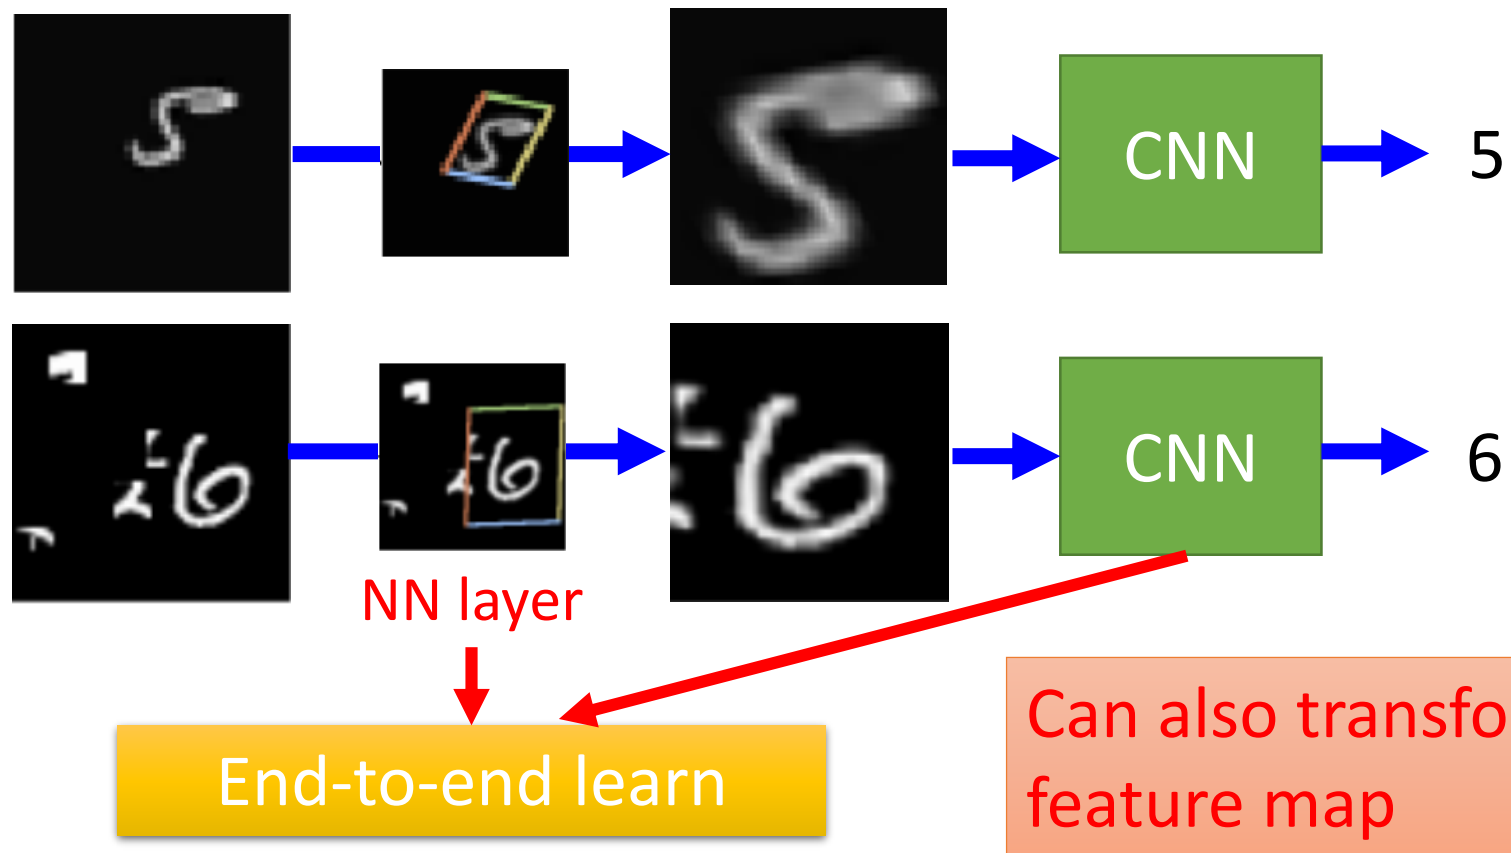 CNN
5
CNN
6
NN layer
End-to-end learn
Can also transfo
feature map